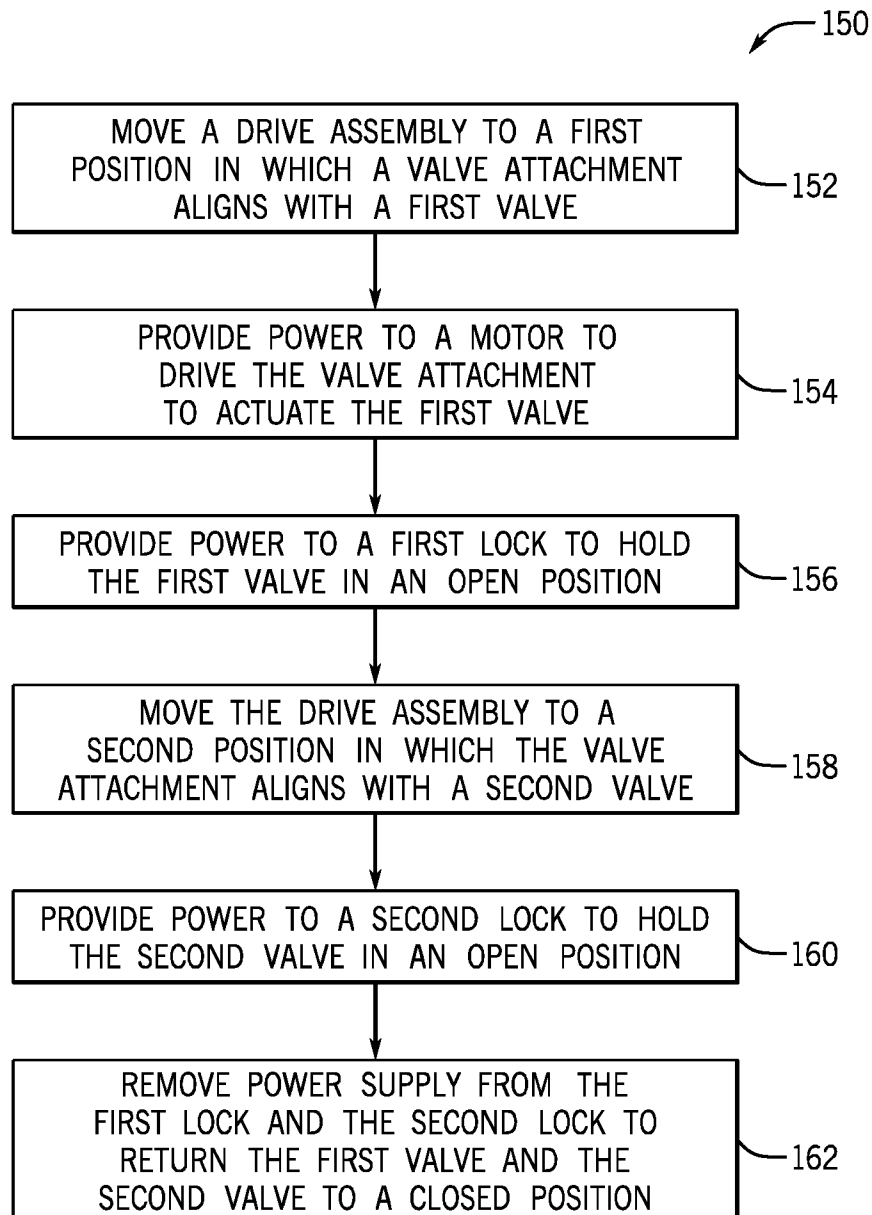 150
MOVE A DRIVE ASSEMBLY TO A FIRST
POSITION IN WHICH A VALVE ATTACHMENT
ALIGNS WITH A FIRST VALVE
152
PROVIDE POWER TO A MOTOR TO
DRIVE THE VALVE ATTACHMENT
TO ACTUATE THE FIRST VALVE
154
PROVIDE POWER TO A FIRST LOCK TO HOLD
THE FIRST VALVE IN AN OPEN POSITION
156
MOVE THE DRIVE ASSEMBLY TO A
SECOND POSITION IN WHICH THE VALVE
ATTACHMENT ALIGNS WITH A SECOND VALVE
158
PROVIDE POWER TO A SECOND LOCK TO HOLD
THE SECOND VALVE IN AN OPEN POSITION
160
REMOVE POWER SUPPLY FROM THE
FIRST LOCK AND THE SECOND LOCK TO
RETURN THE FIRST VALVE AND THE
SECOND VALVE TO A CLOSED POSITION
162